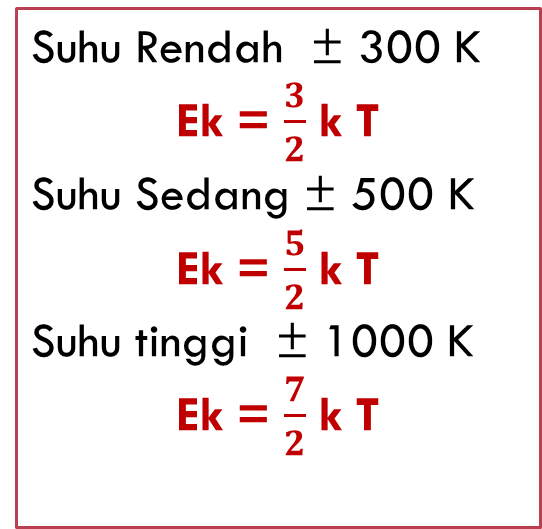 Suhu Rendah ± 300 K
Ek = 3/2 k T
Suhu Sedang ± 500 K
Ek = 5/2 k T
Suhu tinggi ± 1000 K
Ek = 7/2 k T